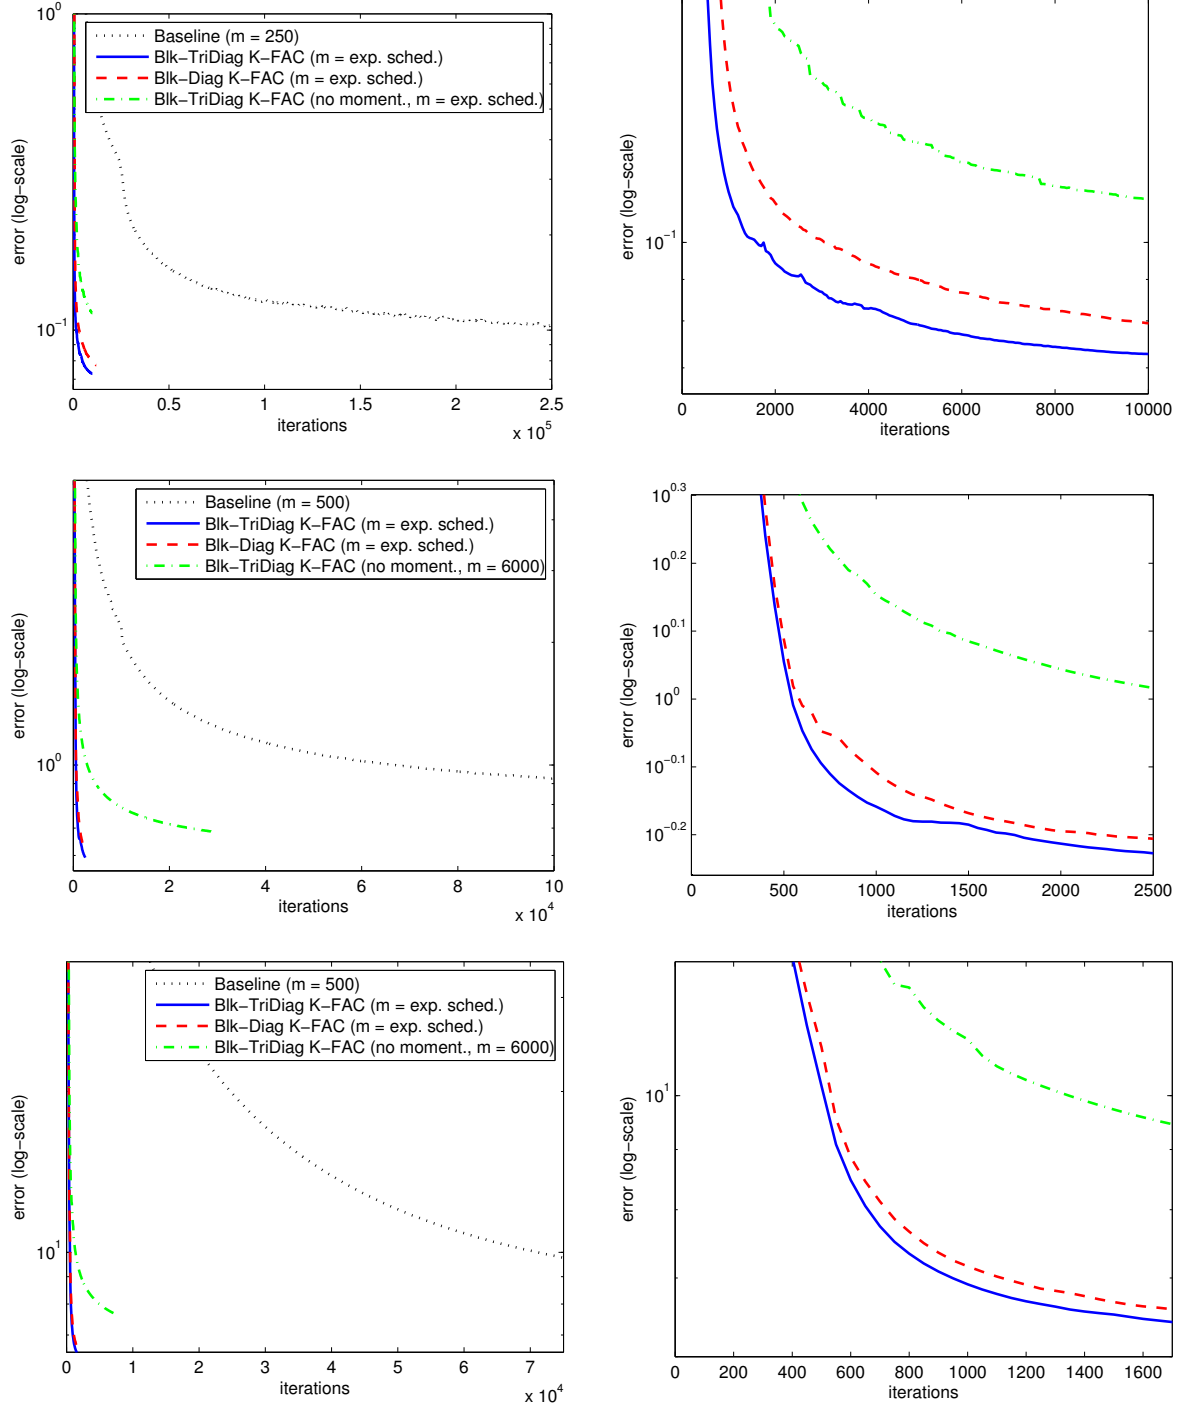 10^0
Baseline (m = 250)
Blk−TriDiag K−FAC (m = exp. sched.)
Blk−Diag K−FAC (m = exp. sched.)
Blk−TriDiag K−FAC (no moment., m = exp. sched.)
error (log−scale)
10^−1
0 0.5 1 1.5 2 2.5
iterations
x 10^5
error (log−scale)
10^−1
0 2000 4000 6000 8000 10000
iterations
Baseline (m = 500)
Blk−TriDiag K−FAC (m = exp. sched.)
Blk−Diag K−FAC (m = exp. sched.)
Blk−TriDiag K−FAC (no moment., m = 6000)
error (log−scale)
10^0
0 2 4 6 8 10
iterations
x 10^4
10^0.3
10^0.2
10^0.1
10^0
10^−0.1
10^−0.2
error (log−scale)
500 1000 1500 2000 2500
iterations
Baseline (m = 500)
Blk−TriDiag K−FAC (m = exp. sched.)
Blk−Diag K−FAC (m = exp. sched.)
Blk−TriDiag K−FAC (no moment., m = 6000)
error (log−scale)
10^1
0 1 2 3 4 5 6 7
iterations
x 10^4
error (log−scale)
10^1
0 200 400 600 800 1000 1200 1400 1600
iterations